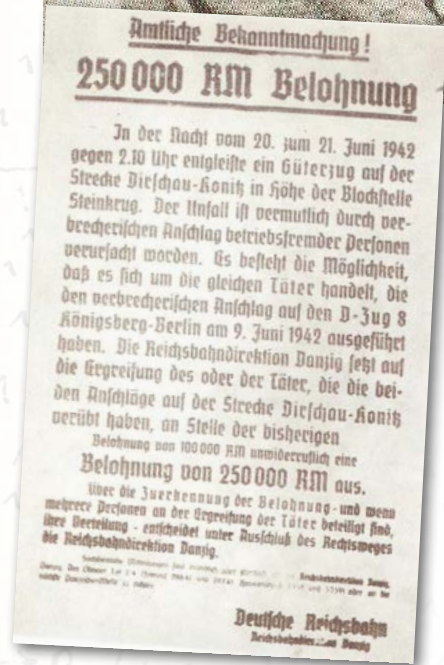 Amtliche Bekanntmachung!
250000 RM Belohnung
In der Nacht vom 20. zum 21. Juni 1942
gegen 2.10 Uhr entgleiste ein Güterzug auf der
Strecke Dirschau-Konitz in Höhe der Blockstelle
Steinkrug. Der Unfall ist vermutlich durch ver-
brecherischen Anschlag betriebsfremder Personen
verursacht worden. Es besteht die Möglichkeit,
daß es sich um die gleichen Täter handelt, die
den verbrecherischen Anschlag auf den D-Zug 8
Königsberg-Berlin am 9. Juni 1942 ausgeführt
haben. Die Reichsbahndirektion Danzig setzt auf
die Ergreifung des oder der Täter, die die bei-
den Anschläge auf der Strecke Dirschau-Konitz
verübt haben, an Stelle der bisherigen
Belohnung von 100000 RM unwiderruflich eine
Belohnung von 250000 RM aus.
Über die Zuerkennung der Belohnung - und wenn
mehrere Personen an der Ergreifung der Täter beteiligt sind,
ihre Verteilung - entscheidet unter Ausschluß des Rechtsweges
die Reichsbahndirektion Danzig.
Reichsbahndirektion Danzig,
Deutsche Reichsbahn
Reichsbahndirektion Danzig